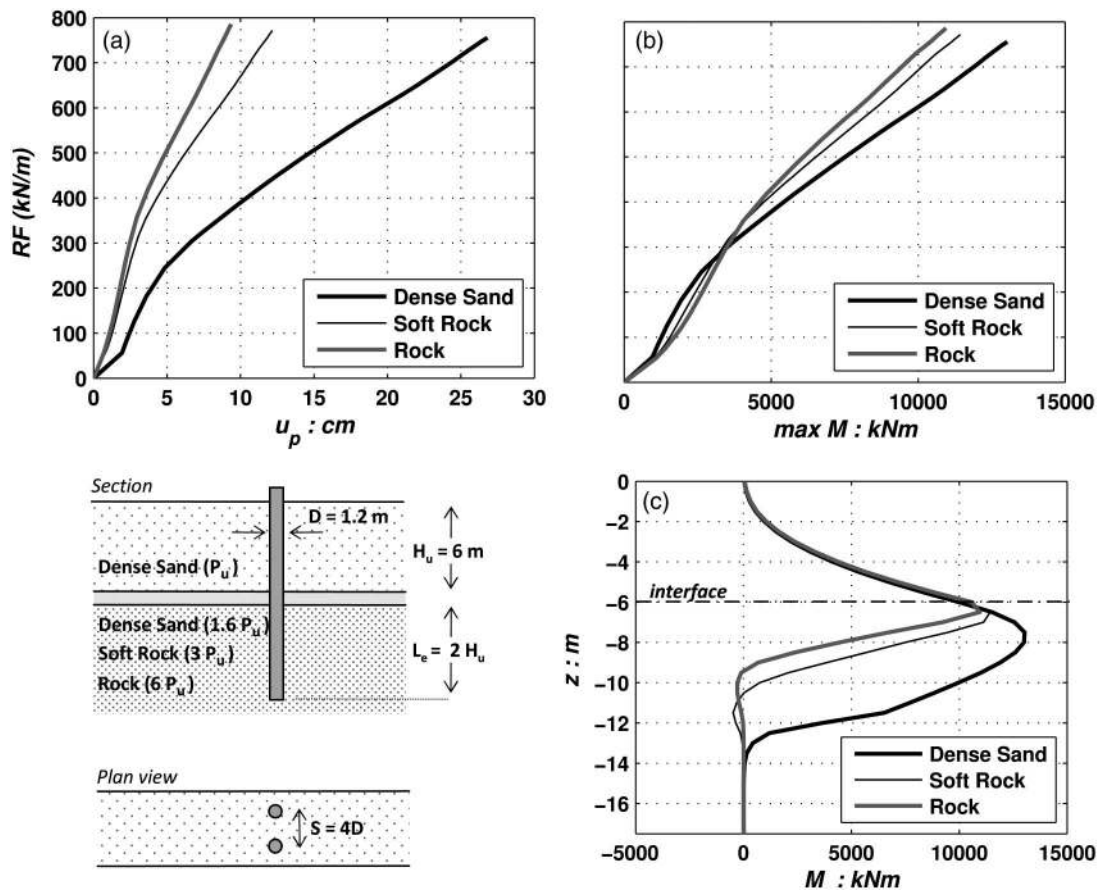 (a)
800
700
600
500
400
300
200
100
0
RF (kN/m)
Dense Sand
Soft Rock
Rock
0 5 10 15 20 25 30
u_p : cm
(b)
Dense Sand
Soft Rock
Rock
0 5000 10000 15000
max M : kNm
Section
D = 1.2 m
H_u = 6 m
Dense Sand (P_u)
Dense Sand (1.6 P_u)
Soft Rock (3 P_u)
Rock (6 P_u)
L_e = 2 H_u
Plan view
S = 4D
(c)
0
−2
−4
interface
−6
−8
−10
−12
−14
−16
z : m
Dense Sand
Soft Rock
Rock
−5000 0 5000 10000 15000
M : kNm